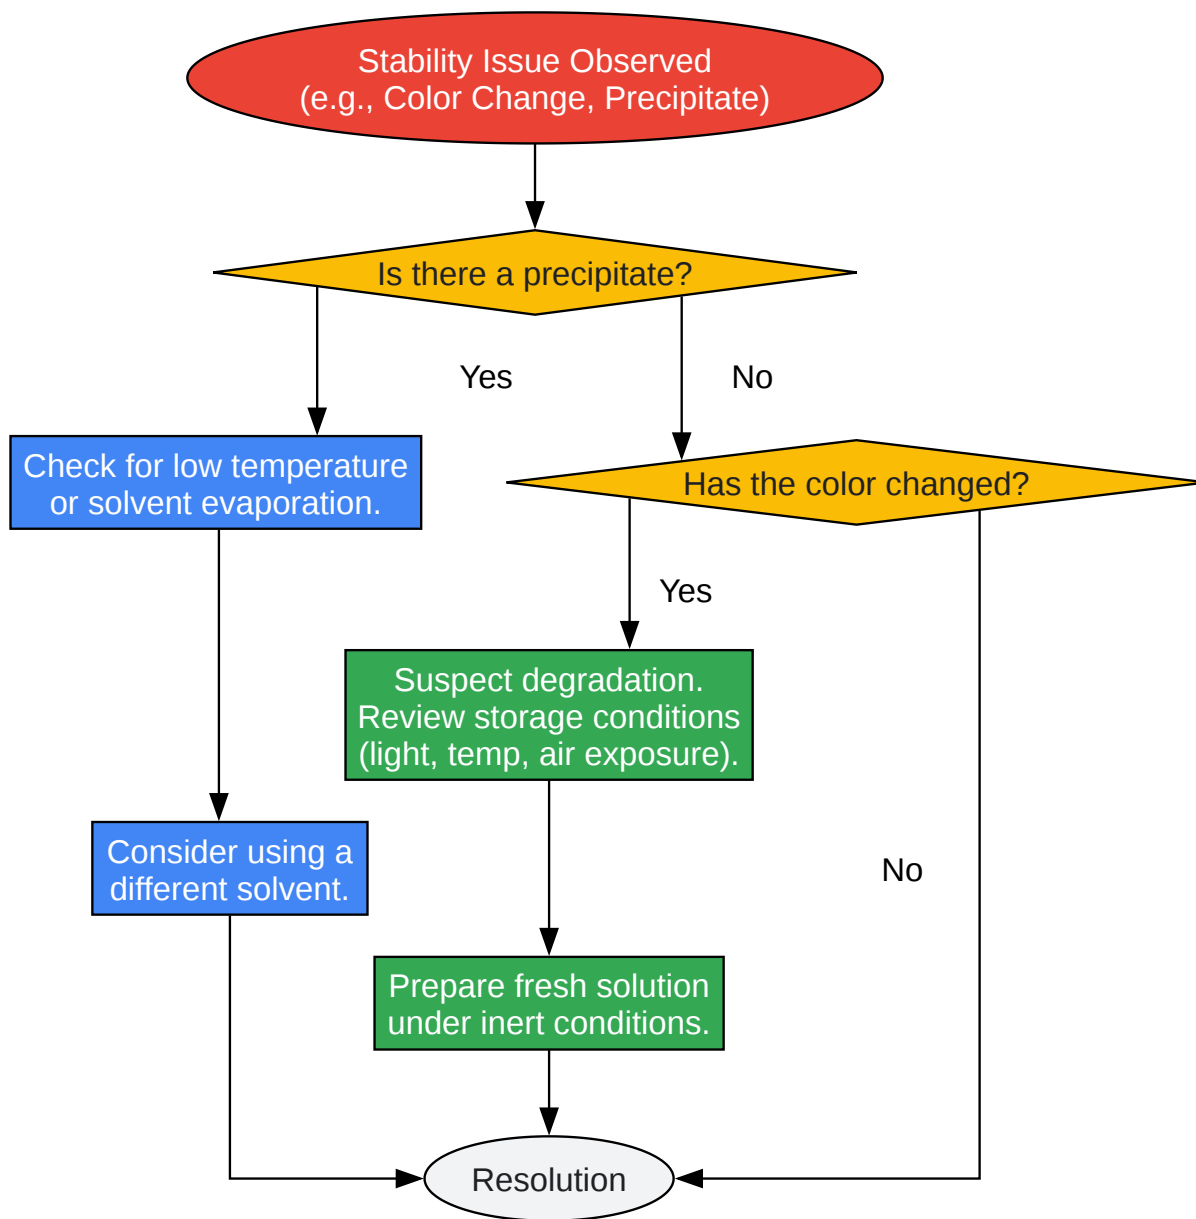 Stability Issue Observed
(e.g., Color Change, Precipitate)
Is there a precipitate?
Yes
No
Check for low temperature
or solvent evaporation.
Has the color changed?
Yes
Suspect degradation.
Review storage conditions
(light, temp, air exposure).
Consider using a
different solvent.
No
Prepare fresh solution
under inert conditions.
Resolution